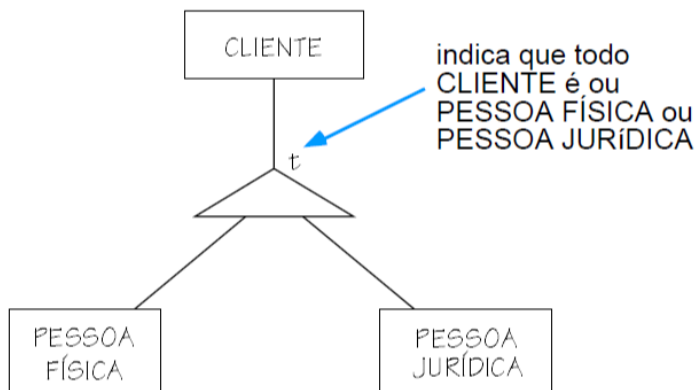 CLIENTE
indica que todo
CLIENTE é ou
PESSOA FÍSICA ou
PESSOA JURíDICA
t
PESSOA
FÍSICA
PESSOA
JURÍDICA